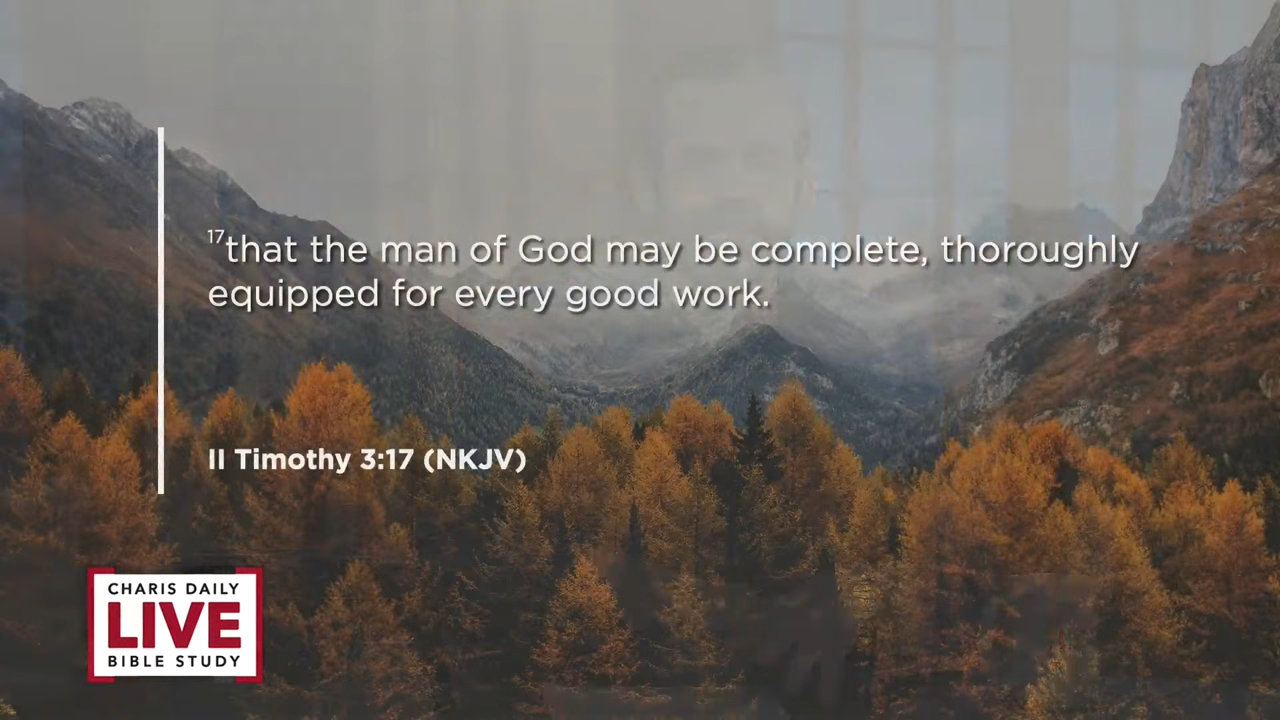 17that the man of God may be complete, thoroughly
equipped for every good work.
II Timothy 3:17 (NKJV)
CHARIS DAILY
LIVE
BIBLE STUDY